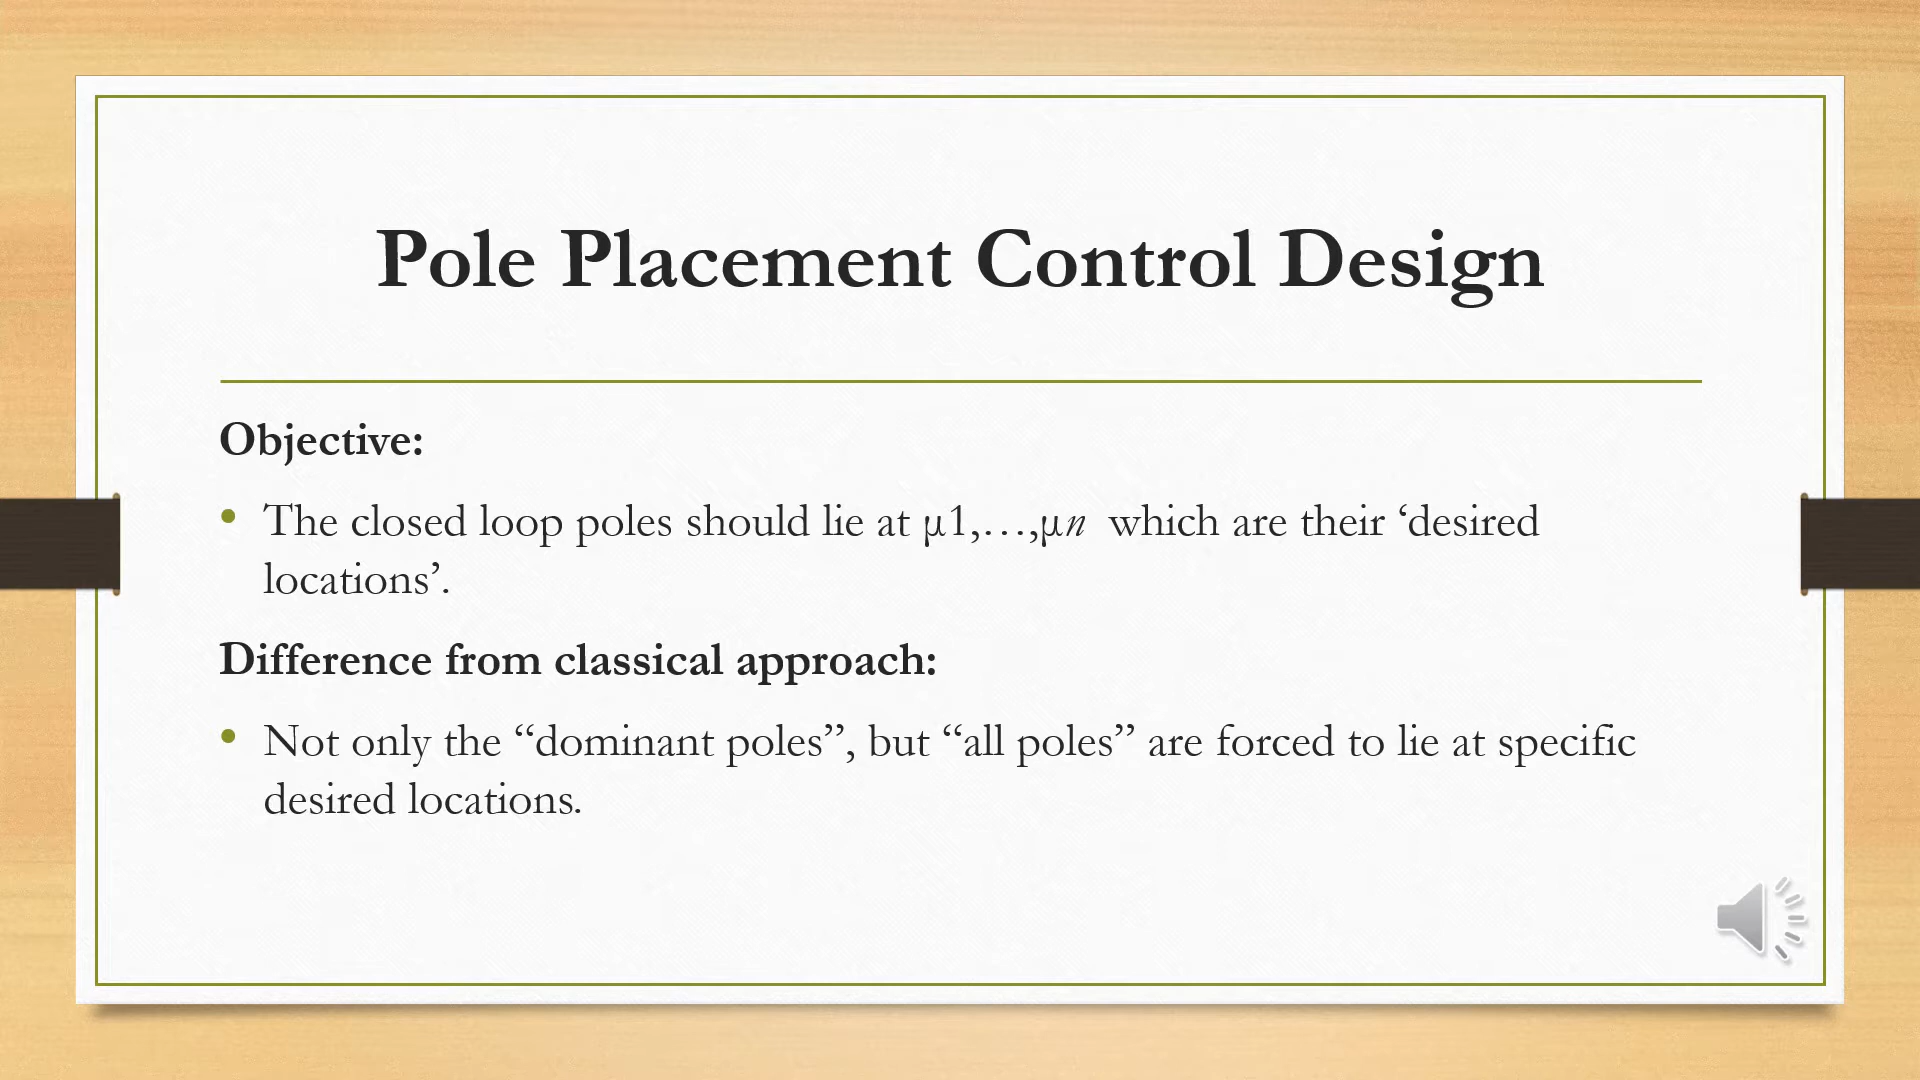 Pole Placement Control Design
Objective:
• The closed loop poles should lie at μ1,…,μn which are their ‘desired
locations’.
Difference from classical approach:
• Not only the “dominant poles”, but “all poles” are forced to lie at specific
desired locations.